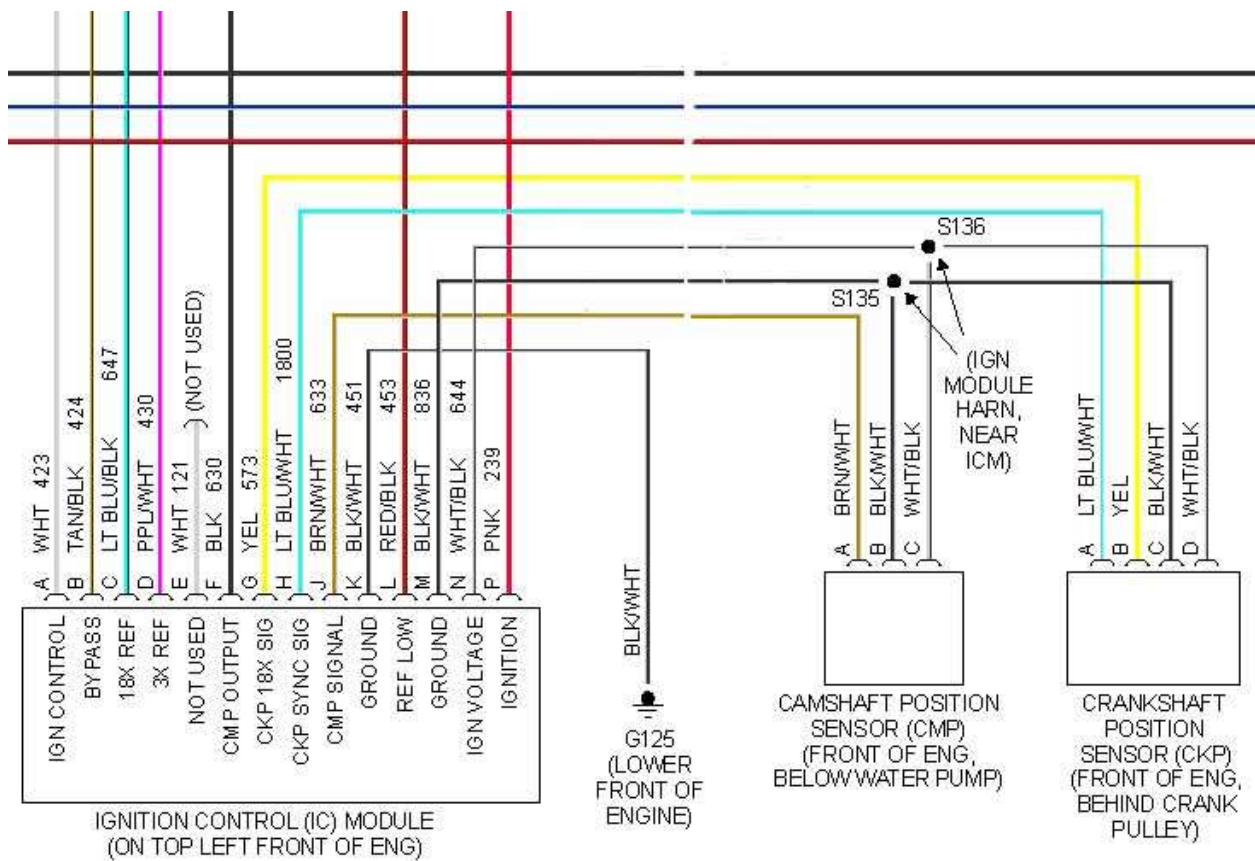 S136
S135
(IGN
MODULE
HARN,
NEAR
ICM)
A WHT 423
B TAN/BLK 424
C LT BLU/BLK 647
D PPL/WHT 430
E WHT 121
(NOT USED)
F BLK 630
G YEL 573
H LT BLU/WHT 1800
J BRN/WHT 633
K BLK/WHT 451
L RED/BLK 453
M BLK/WHT 836
N WHT/BLK 644
P PNK 239
IGN CONTROL
BYPASS
18X REF
3X REF
NOT USED
CMP OUTPUT
CKP 18X SIG
CKP SYNC SIG
CMP SIGNAL
GROUND
REF LOW
GROUND
IGN VOLTAGE
IGNITION
IGNITION CONTROL (IC) MODULE
(ON TOP LEFT FRONT OF ENG)
BLK/WHT
G125
(LOWER
FRONT OF
ENGINE)
A BRN/WHT
B BLK/WHT
C WHT/BLK
CAMSHAFT POSITION
SENSOR (CMP)
(FRONT OF ENG,
BELOW WATER PUMP)
A LT BLU/WHT
B YEL
C BLK/WHT
D WHT/BLK
CRANKSHAFT
POSITION
SENSOR (CKP)
(FRONT OF ENG,
BEHIND CRANK
PULLEY)